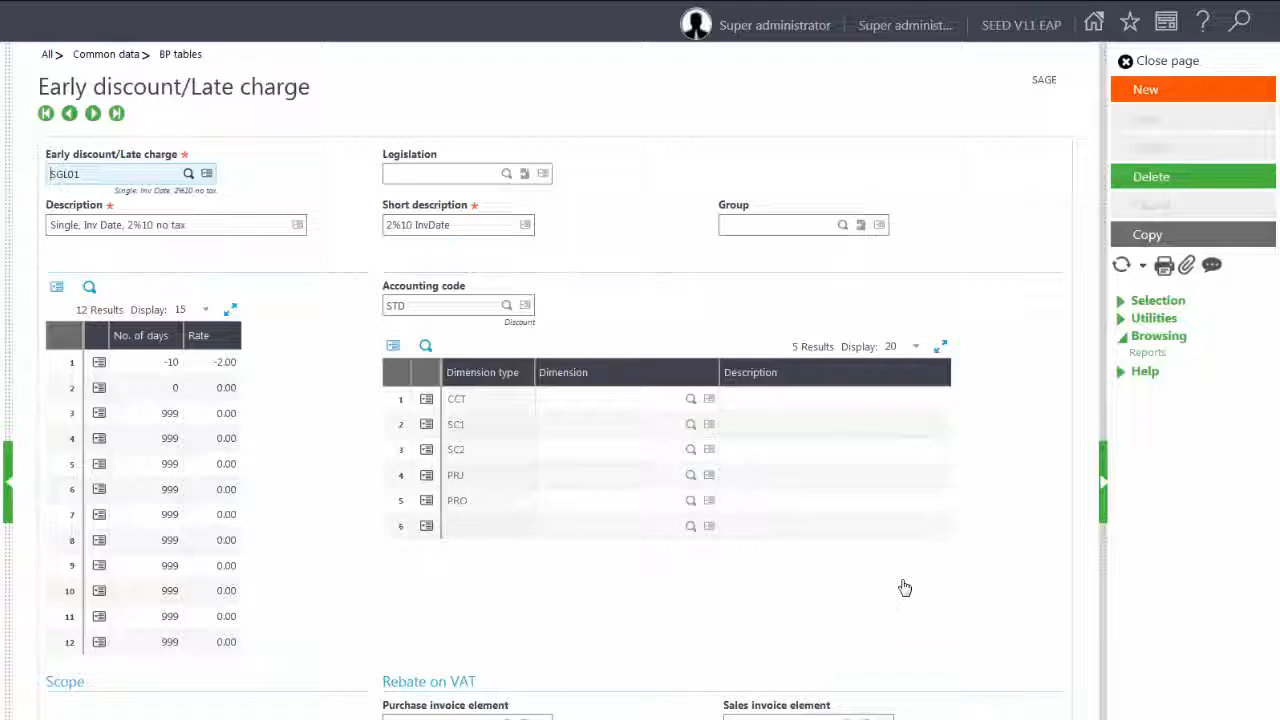 Super administrator Super administ... SEED V11 EAP
All > Common data > BP tables
Close page
Early discount/Late charge
SAGE
New
Delete
Copy
Early discount/Late charge * Legislation
SGL01
Single, Inv Date, 2%10 no tax
Description * Short description * Group
Single, Inv Date, 2%10 no tax 2%10 InvDate
Accounting code
STD
Discount
12 Results Display: 15
No. of days Rate
1 -10 -2.00
2 0 0.00
3 999 0.00
4 999 0.00
5 999 0.00
6 999 0.00
7 999 0.00
8 999 0.00
9 999 0.00
10 999 0.00
11 999 0.00
12 999 0.00
5 Results Display: 20
Dimension type Dimension Description
1 CCT
2 SC1
3 SC2
4 PRJ
5 PRO
6
Selection
Utilities
Browsing
Reports
Help
Scope Rebate on VAT
Purchase invoice element Sales invoice element